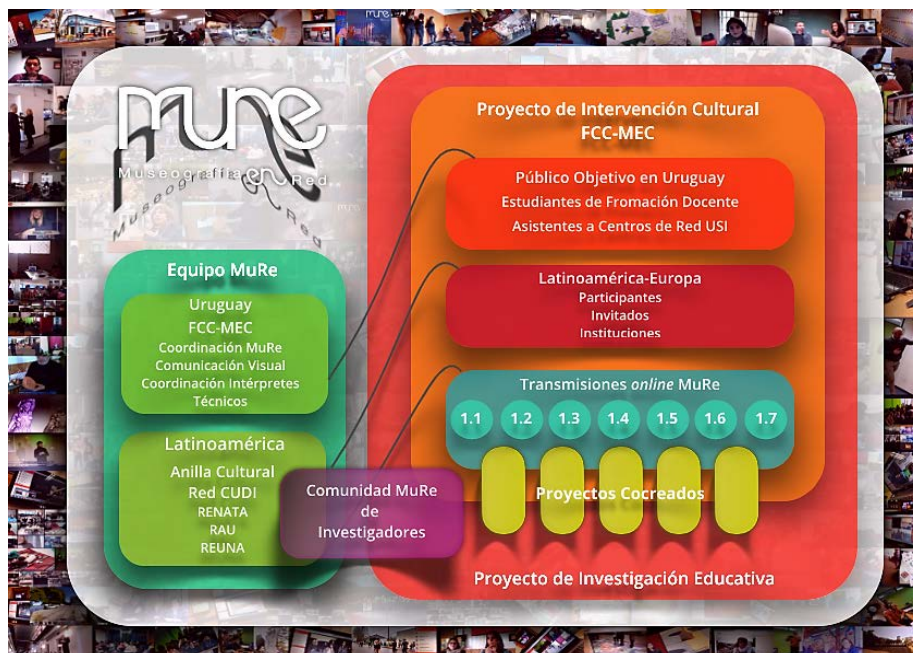 mure
Museografía en Red
Equipo MuRe
Uruguay
FCC-MEC
Coordinación MuRe
Comunicación Visual
Coordinación Intérpretes
Técnicos
Latinoamérica
Anilla Cultural
Red CUDI
RENATA
RAU
REUNA
Comunidad MuRe
de
Investigadores
Proyecto de Intervención Cultural
FCC-MEC
Público Objetivo en Uruguay
Estudiantes de Fromación Docente
Asistentes a Centros de Red USI
Latinoamérica-Europa
Participantes
Invitados
Instituciones
Transmisiones online MuRe
1.1 1.2 1.3 1.4 1.5 1.6 1.7
Proyectos Cocreados
Proyecto de Investigación Educativa